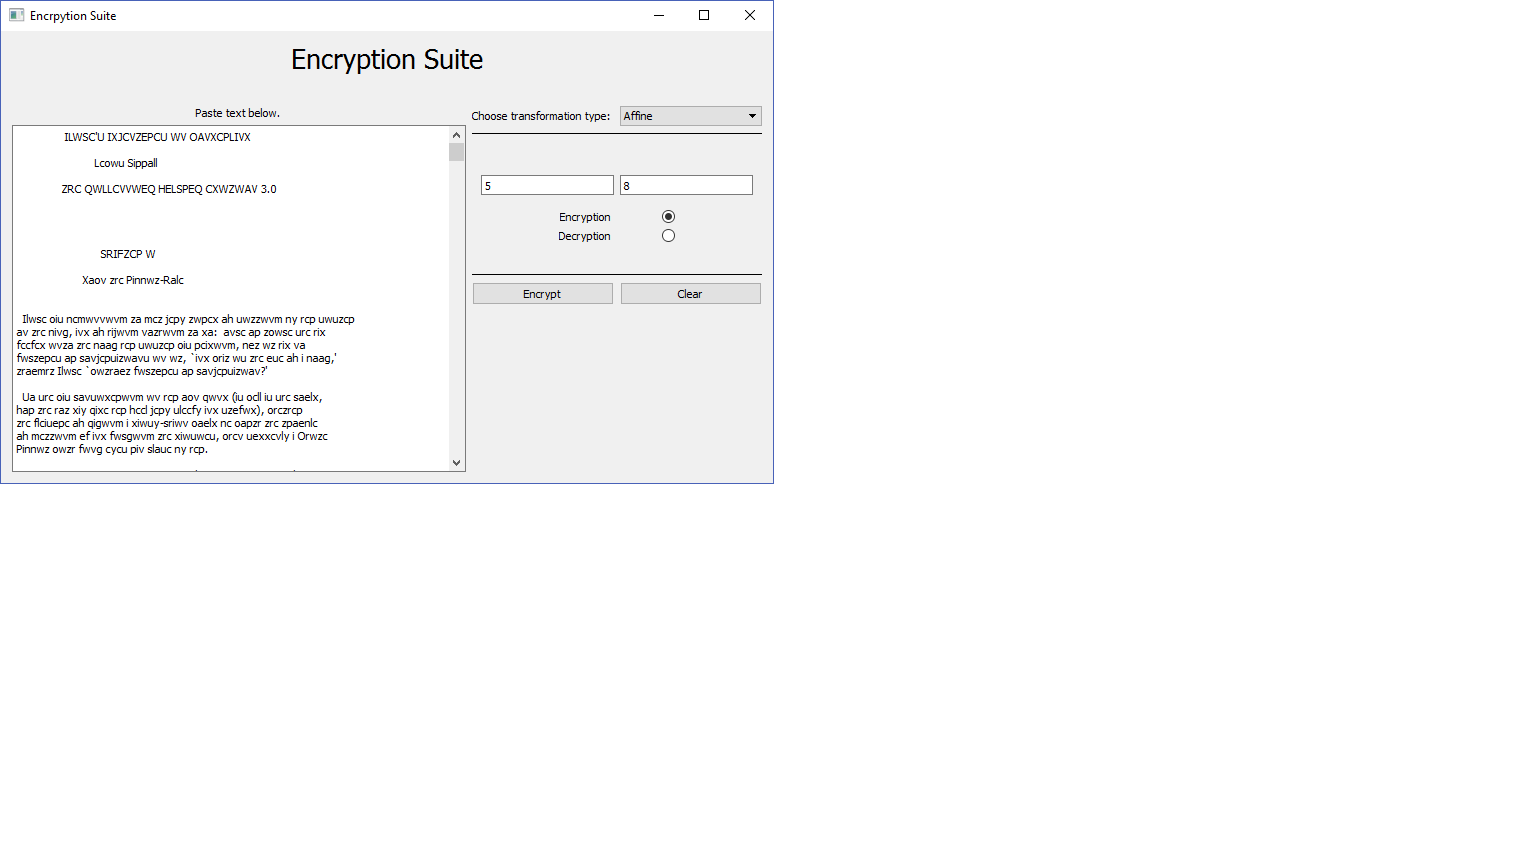 Encrpytion Suite
Encryption Suite
Paste text below.
Choose transformation type:
Affine
ILWSC'U IXJCVZEPCU WV OAVXCPLIVX
Lcowu Sippall
ZRC QWLLCVVWEQ HELSPEQ CXWZWAV 3.0
SRIFZCP W
Xaov zrc Pinnwz-Ralc
Ilwsc oiu ncmwvvwvm za mcz jcpy zwpcx ah uwzzwvm ny rcp uwuzcp
av zrc nivg, ivx ah rijwvm vazrwvm za xa:  avsc ap zowsc urc rix
fccfcx wvza zrc naag rcp uwuzcp oiu pcixwvm, nez wz rix va
fwszepcu ap savjcpuizwavu wv wz, `ivx oriz wu zrc euc ah i naag,'
zraemrz Ilwsc `owzraez fwszepcu ap savjcpuizwav?'
Ua urc oiu savuwxcpwvm wv rcp aov qwvx (iu ocll iu urc saelx,
hap zrc raz xiy qixc rcp hccl jcpy ulccfy ivx uzefwx), orczrcp
zrc flciuepc ah qigwvm i xiwuy-sriwv oaelx nc oapzr zrc zpaenlc
ah mczzwvm ef ivx fwsgwvm zrc xiwuwcu, orcv uexxcvly i Orwzc
Pinnwz owzr fwvg cycu piv slauc ny rcp.
5
8
Encryption
Decryption
Encrypt
Clear